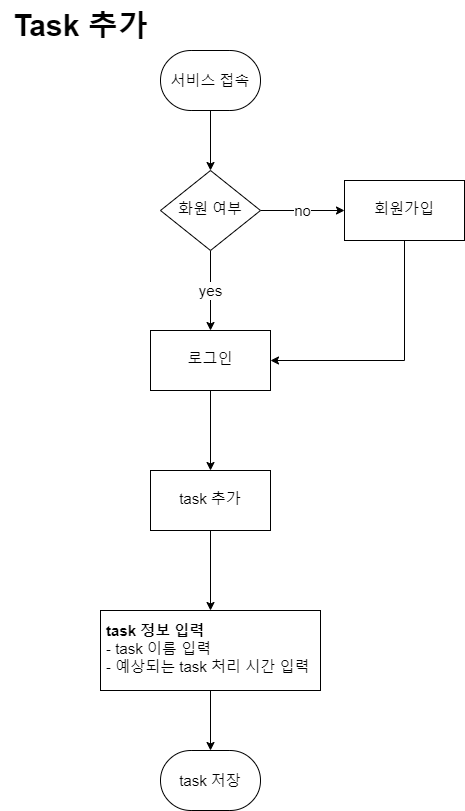 Task 추가
서비스 접속
화원 여부
no
회원가입
yes
로그인
task 추가
task 정보 입력
- task 이름 입력
- 예상되는 task 처리 시간 입력
task 저장